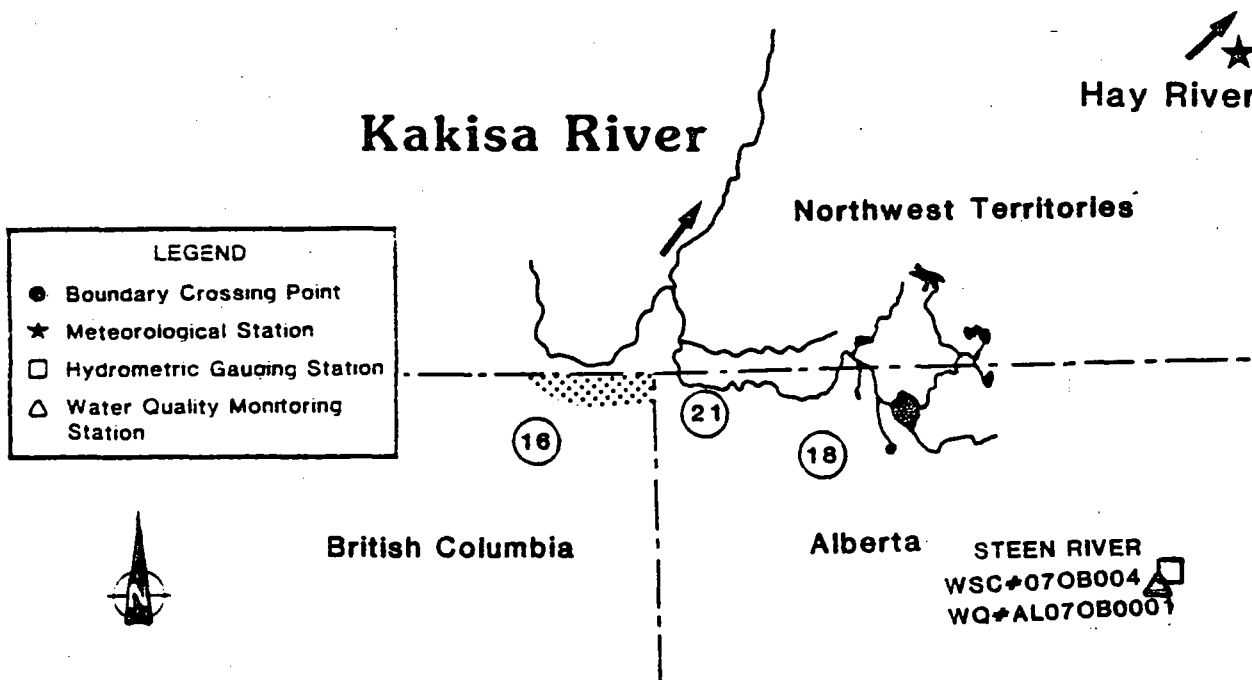 Hay River
Kakisa River
Northwest Territories
LEGEND
Boundary Crossing Point
Meteorological Station
Hydrometric Gauging Station
Water Quality Monitoring
Station
16
21
18
British Columbia
Alberta
STEEN RIVER
WSC#07OB004
WQ#AL07OB0001
N